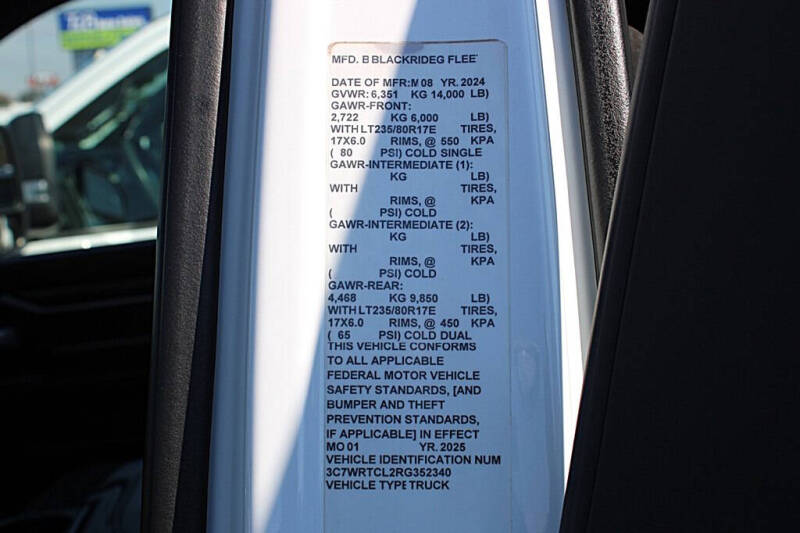 MFD. B BLACKRIDEG FLEE
DATE OF MFR:M 08 YR. 2024
GVWR: 6,351 KG 14,000 LB)
GAWR-FRONT:
2,722 KG 6,000 LB)
WITH LT235/80R17E TIRES,
17X6.0 RIMS, @ 550 KPA
( 80 PSI) COLD SINGLE
GAWR-INTERMEDIATE (1):
KG LB)
WITH TIRES,
RIMS, @ KPA
( PSI) COLD
GAWR-INTERMEDIATE (2):
KG LB)
WITH TIRES,
RIMS, @ KPA
( PSI) COLD
GAWR-REAR:
4,468 KG 9,850 LB)
WITH LT235/80R17E TIRES,
17X6.0 RIMS, @ 450 KPA
( 65 PSI) COLD DUAL
THIS VEHICLE CONFORMS
TO ALL APPLICABLE
FEDERAL MOTOR VEHICLE
SAFETY STANDARDS, [AND
BUMPER AND THEFT
PREVENTION STANDARDS,
IF APPLICABLE] IN EFFECT
MO 01 YR. 2025
VEHICLE IDENTIFICATION NUM
3C7WRTCL2RG352340
VEHICLE TYPE TRUCK